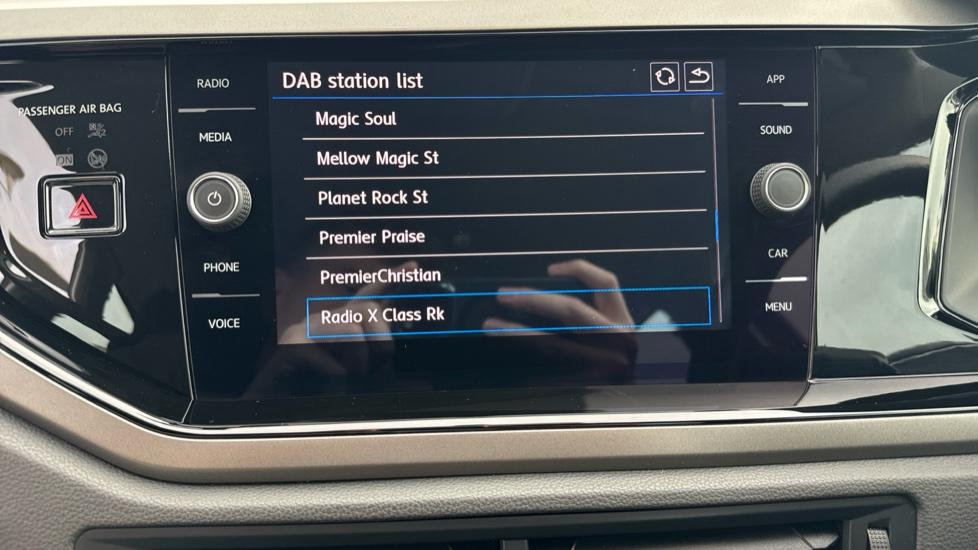 DAB station list
RADIO
MEDIA
PHONE
VOICE
PASSENGER AIR BAG
OFF
ON
Magic Soul
Mellow Magic St
Planet Rock St
Premier Praise
PremierChristian
Radio X Class Rk
APP
SOUND
CAR
MENU